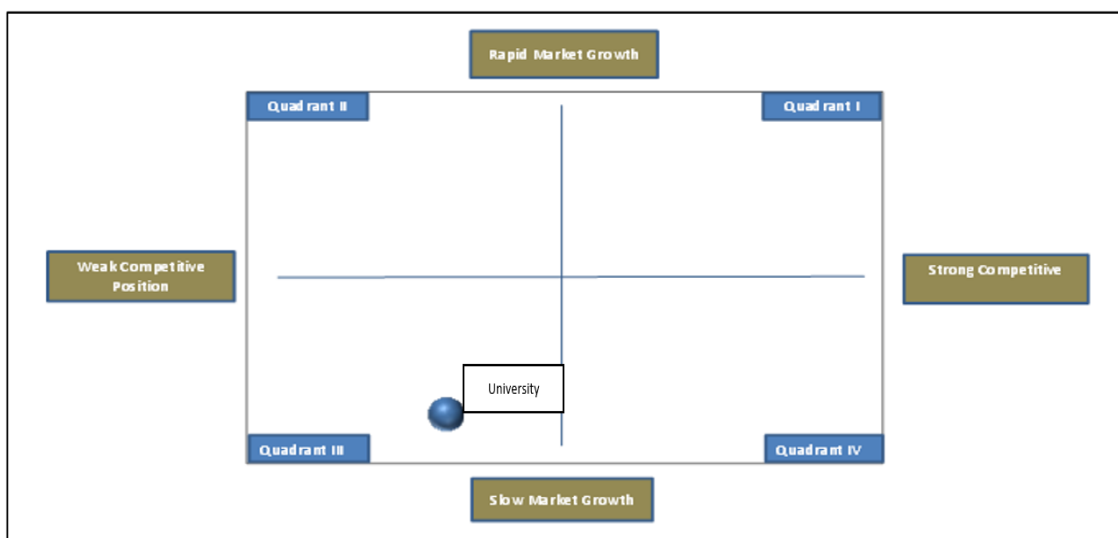 Rapid Market Growth
Quadrant II
Quadrant I
Weak Competitive
Position
Strong Competitive
University
Quadrant III
Quadrant IV
Slow Market Growth